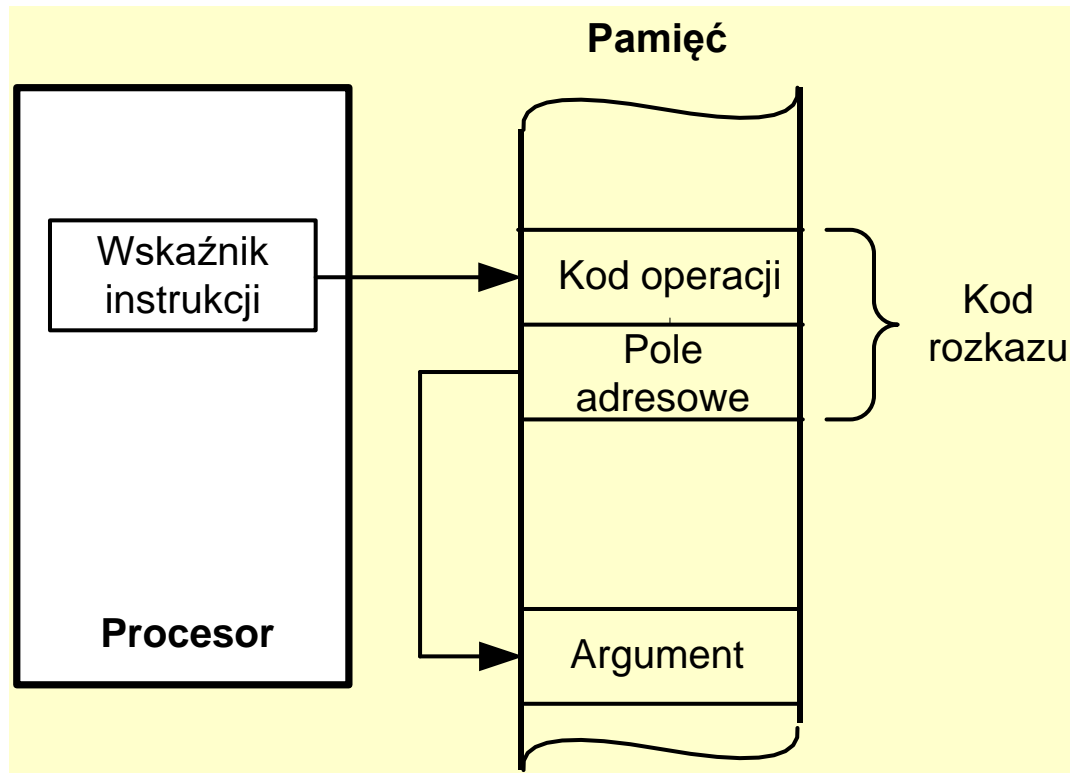 Pamięć
Wskaźnik
instrukcji
Kod operacji
Pole
adresowe
Kod
rozkazu
Procesor
Argument